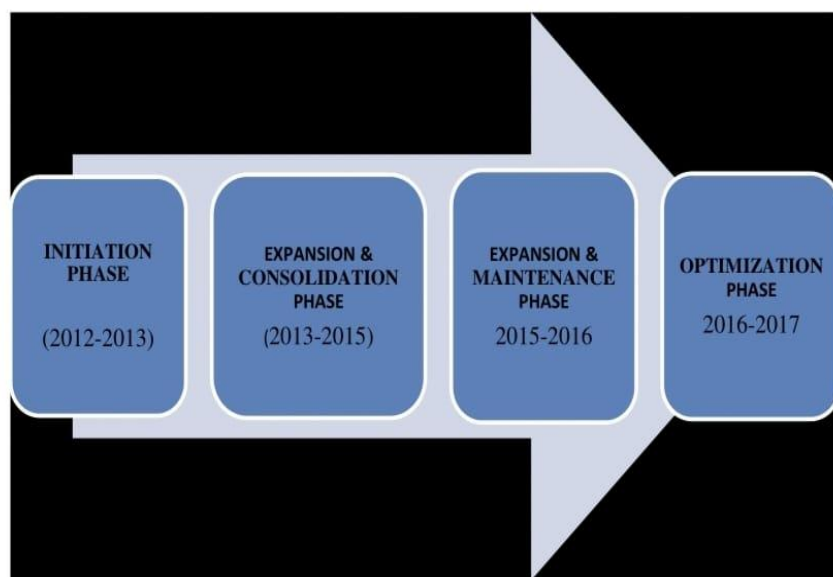 INITIATION
PHASE
(2012-2013)
EXPANSION &
CONSOLIDATION
PHASE
(2013-2015)
EXPANSION &
MAINTENANCE
PHASE
2015-2016
OPTIMIZATION
PHASE
2016-2017